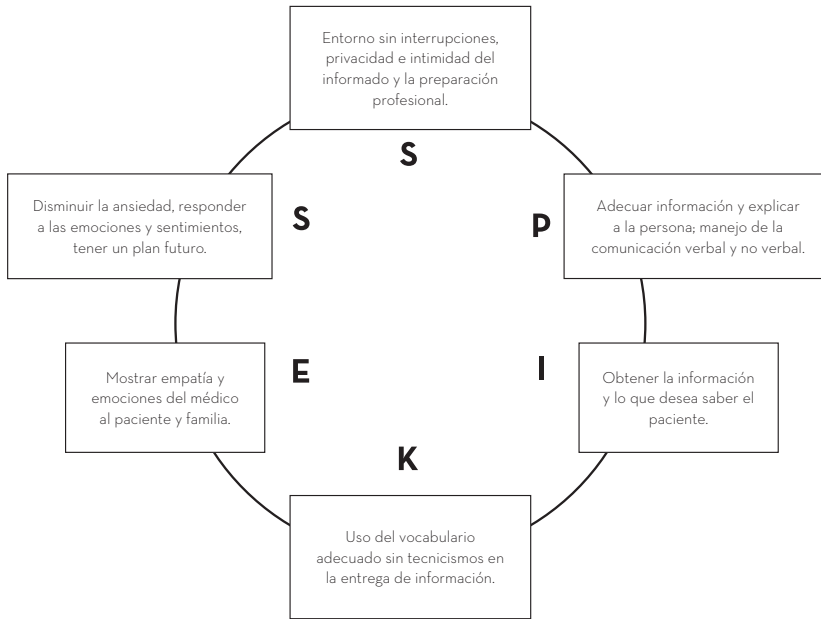 Entorno sin interrupciones,
privacidad e intimidad del
informado y la preparación
profesional.
S
P
Adecuar información y explicar
a la persona; manejo de la
comunicación verbal y no verbal.
I
Obtener la información
y lo que desea saber el
paciente.
K
Uso del vocabulario
adecuado sin tecnicismos en
la entrega de información.
E
Mostrar empatía y
emociones del médico
al paciente y familia.
S
Disminuir la ansiedad, responder
a las emociones y sentimientos,
tener un plan futuro.